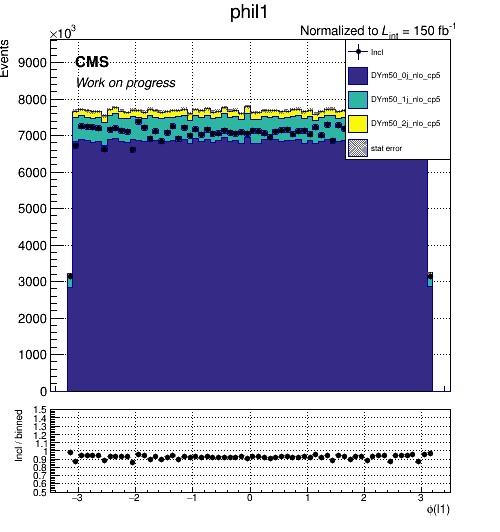 phil1
×10³
Normalized to L_int = 150 fb⁻¹
Events
CMS
Work on progress
Incl
DYm50_0j_nlo_cp5
DYm50_1j_nlo_cp5
DYm50_2j_nlo_cp5
stat error
9000
8000
7000
6000
5000
4000
3000
2000
1000
0
Incl / binned
1.5
1.4
1.3
1.2
1.1
1
0.9
0.8
0.7
0.6
0.5
−3 −2 −1 0 1 2 3
ϕ(l1)